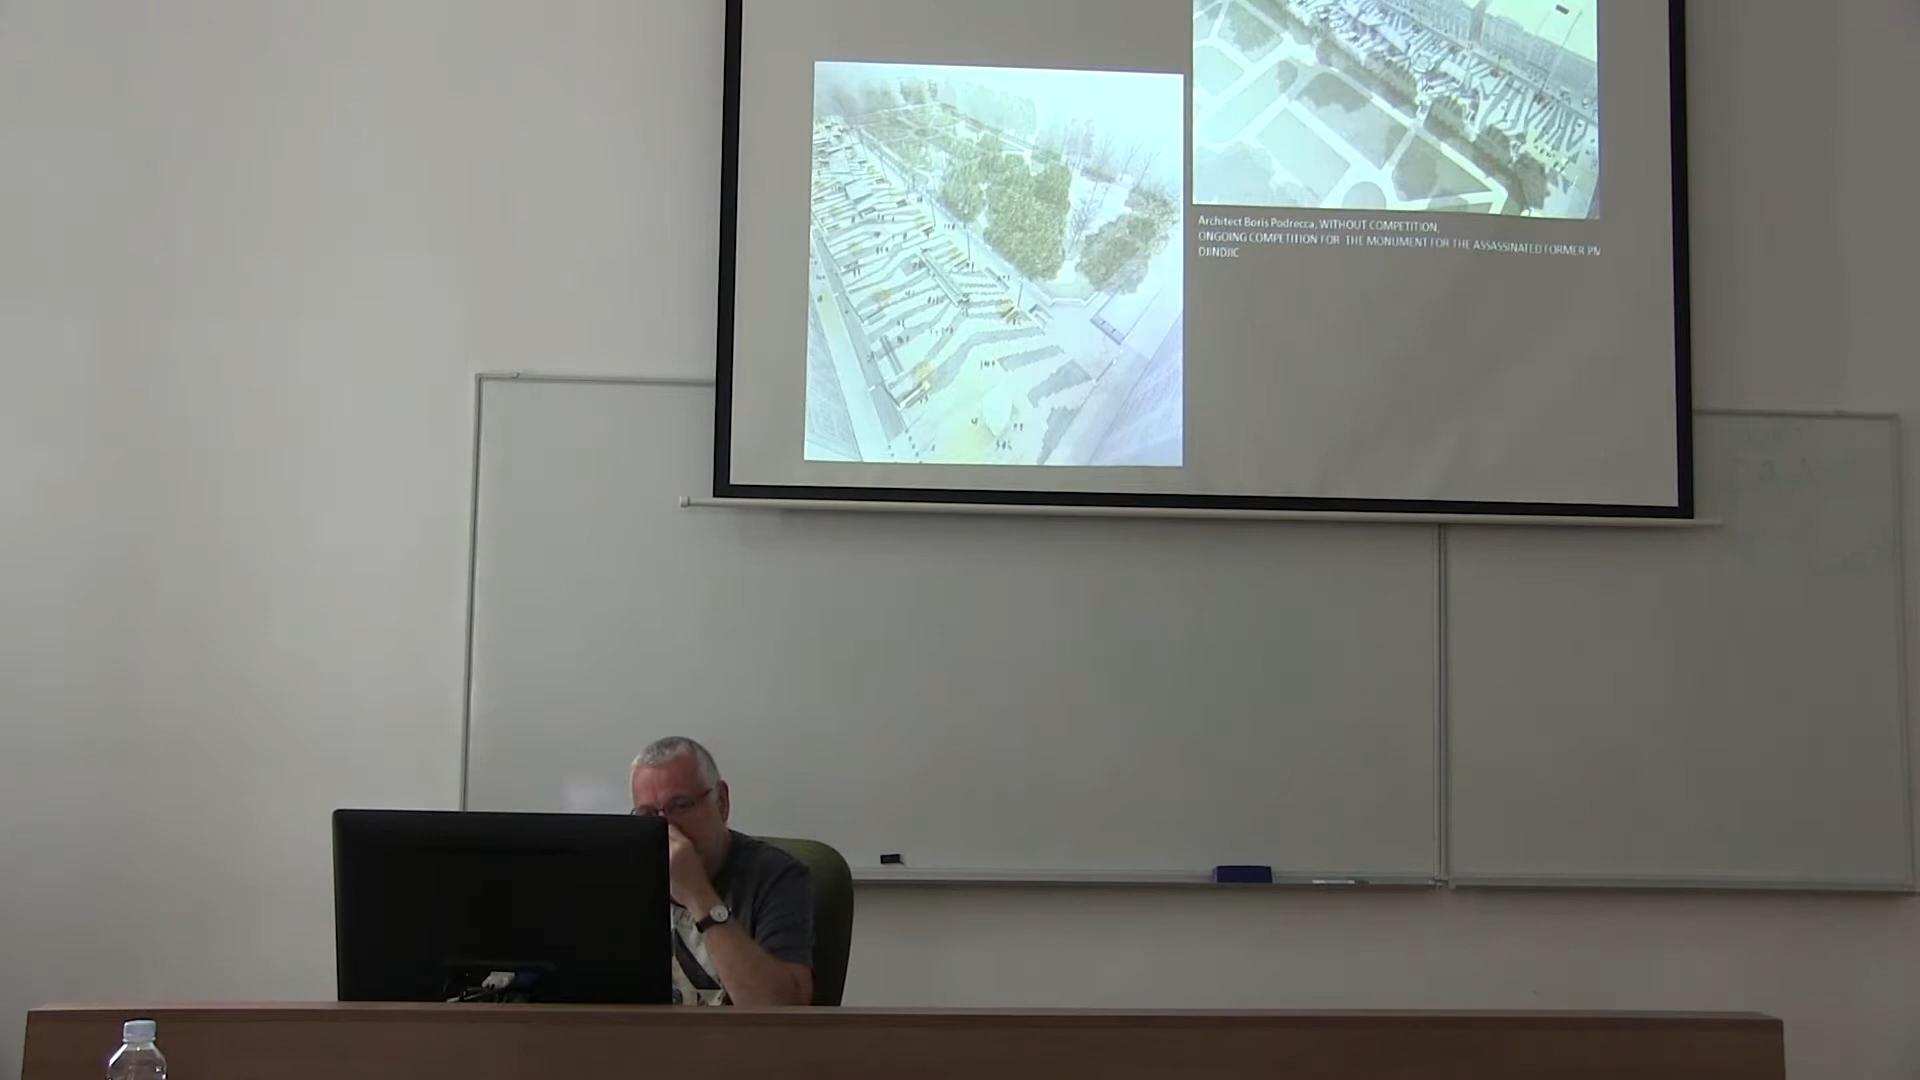 Architect Boris Podrecca, WITHOUT COMPETITION,
ONGOING COMPETITION FOR THE MONUMENT FOR THE ASSASSINATED FORMER PM
DJINDJIC